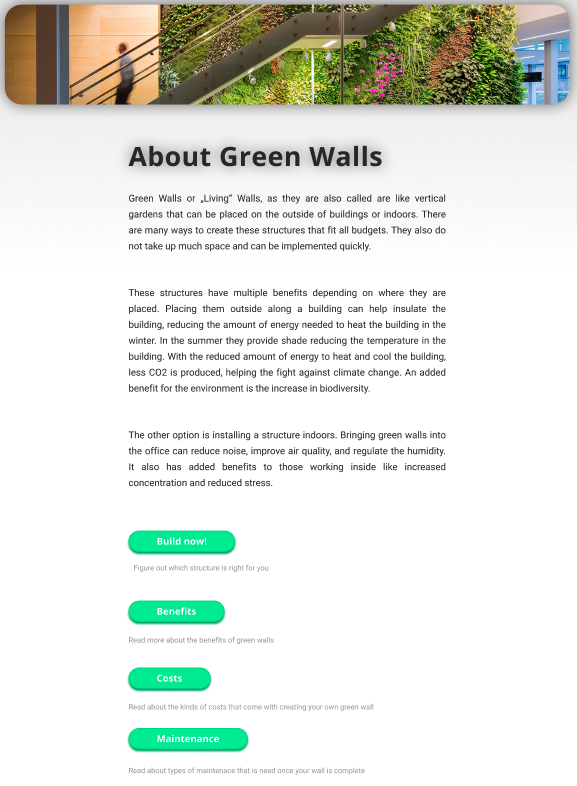 About Green Walls
Green Walls or „Living“ Walls, as they are also called are like vertical
gardens that can be placed on the outside of buildings or indoors. There
are many ways to create these structures that fit all budgets. They also do
not take up much space and can be implemented quickly.
These structures have multiple benefits depending on where they are
placed. Placing them outside along a building can help insulate the
building, reducing the amount of energy needed to heat the building in the
winter. In the summer they provide shade reducing the temperature in the
building. With the reduced amount of energy to heat and cool the building,
less CO2 is produced, helping the fight against climate change. An added
benefit for the environment is the increase in biodiversity.
The other option is installing a structure indoors. Bringing green walls into
the office can reduce noise, improve air quality, and regulate the humidity.
It also has added benefits to those working inside like increased
concentration and reduced stress.
Build now!
Figure out which structure is right for you
Benefits
Read more about the benefits of green walls
Costs
Read about the kinds of costs that come with creating your own green wall
Maintenance
Read about types of maintenace that is need once your wall is complete